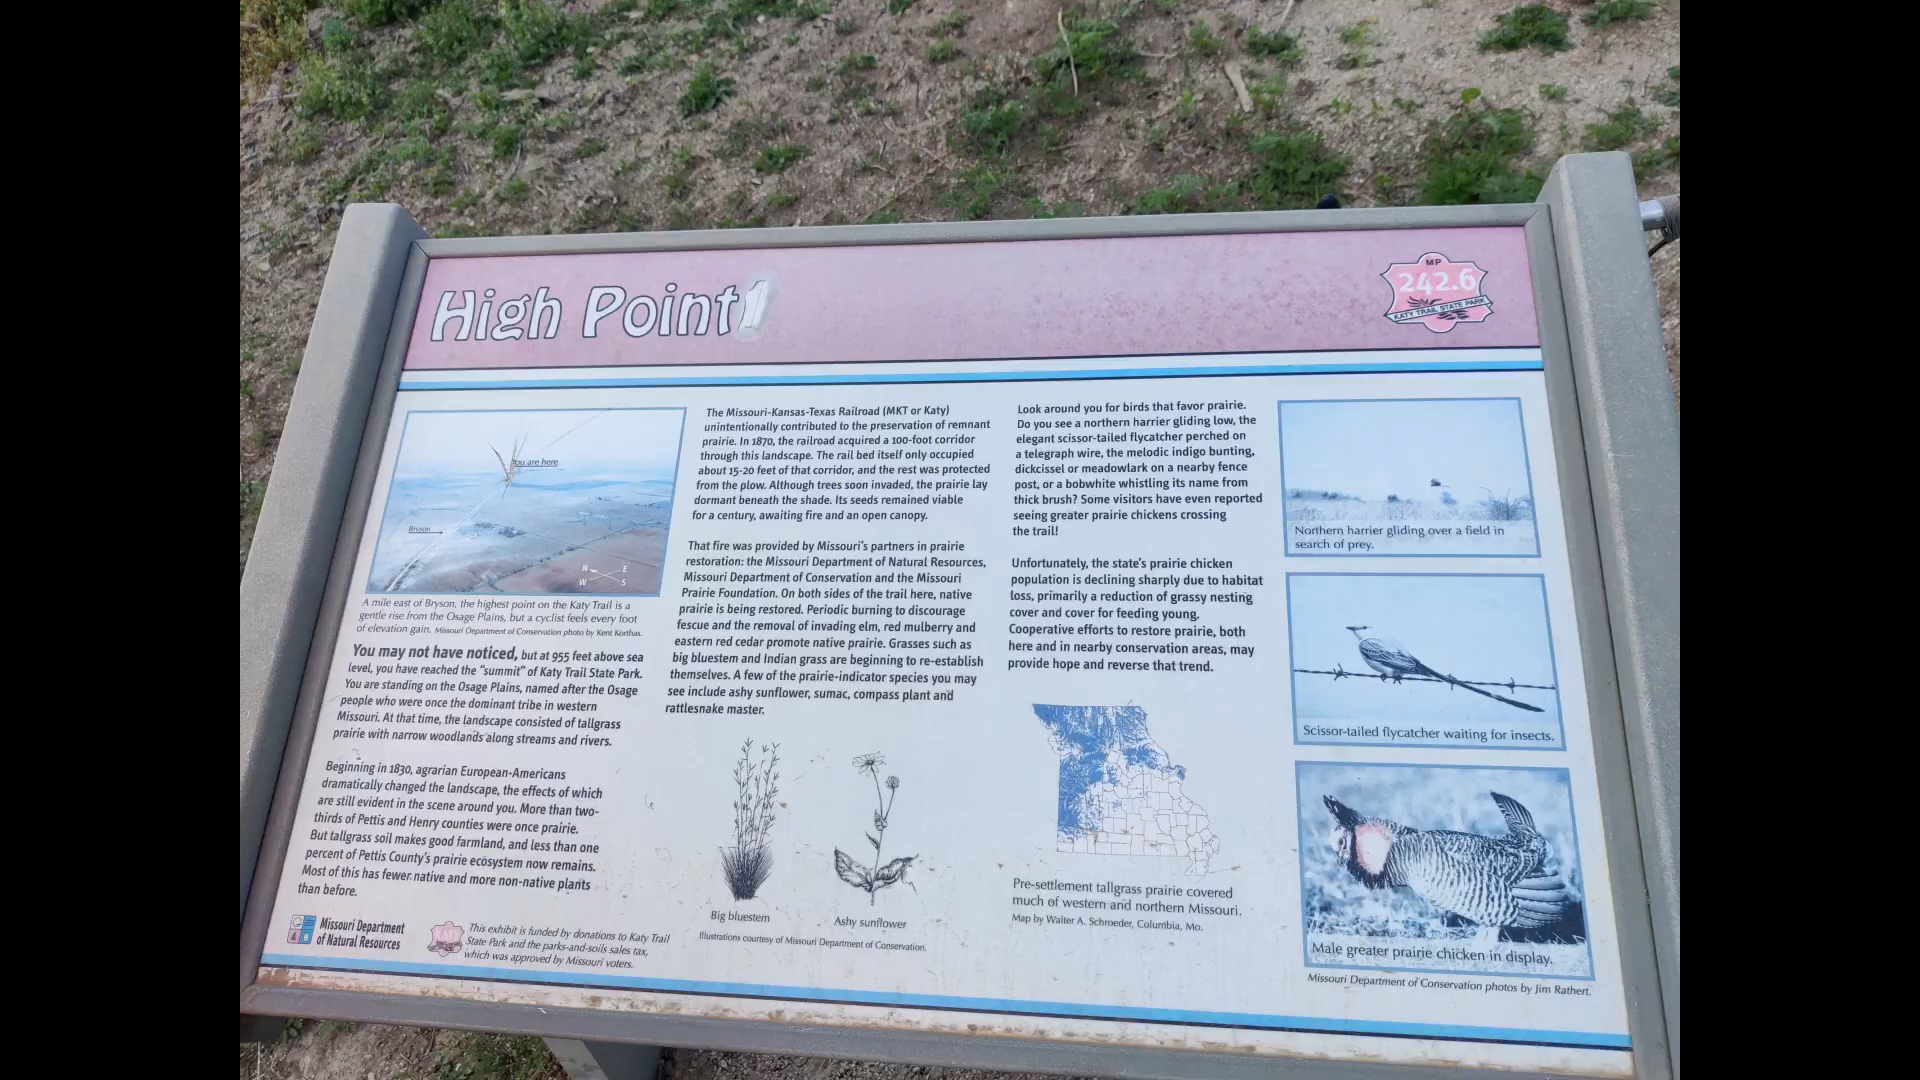 High Point
MP
242.6
KATY TRAIL STATE PARK
You are here
Bryson
N E
W S
A mile east of Bryson, the highest point on the Katy Trail is a
gentle rise from the Osage Plains, but a cyclist feels every foot
of elevation gain. Missouri Department of Conservation photo by Kent Korthas.
You may not have noticed, but at 955 feet above sea
level, you have reached the “summit” of Katy Trail State Park.
You are standing on the Osage Plains, named after the Osage
people who were once the dominant tribe in western
Missouri. At that time, the landscape consisted of tallgrass
prairie with narrow woodlands along streams and rivers.
Beginning in 1830, agrarian European-Americans
dramatically changed the landscape, the effects of which
are still evident in the scene around you. More than two-
thirds of Pettis and Henry counties were once prairie.
But tallgrass soil makes good farmland, and less than one
percent of Pettis County's prairie ecosystem now remains.
Most of this has fewer native and more non-native plants
than before.
Missouri Department
of Natural Resources
KATY
This exhibit is funded by donations to Katy Trail
State Park and the parks-and-soils sales tax,
which was approved by Missouri voters.
The Missouri-Kansas-Texas Railroad (MKT or Katy)
unintentionally contributed to the preservation of remnant
prairie. In 1870, the railroad acquired a 100-foot corridor
through this landscape. The rail bed itself only occupied
about 15-20 feet of that corridor, and the rest was protected
from the plow. Although trees soon invaded, the prairie lay
dormant beneath the shade. Its seeds remained viable
for a century, awaiting fire and an open canopy.
That fire was provided by Missouri's partners in prairie
restoration: the Missouri Department of Natural Resources,
Missouri Department of Conservation and the Missouri
Prairie Foundation. On both sides of the trail here, native
prairie is being restored. Periodic burning to discourage
fescue and the removal of invading elm, red mulberry and
eastern red cedar promote native prairie. Grasses such as
big bluestem and Indian grass are beginning to re-establish
themselves. A few of the prairie-indicator species you may
see include ashy sunflower, sumac, compass plant and
rattlesnake master.
Big bluestem
Ashy sunflower
Illustrations courtesy of Missouri Department of Conservation.
Look around you for birds that favor prairie.
Do you see a northern harrier gliding low, the
elegant scissor-tailed flycatcher perched on
a telegraph wire, the melodic indigo bunting,
dickcissel or meadowlark on a nearby fence
post, or a bobwhite whistling its name from
thick brush? Some visitors have even reported
seeing greater prairie chickens crossing
the trail!
Unfortunately, the state's prairie chicken
population is declining sharply due to habitat
loss, primarily a reduction of grassy nesting
cover and cover for feeding young.
Cooperative efforts to restore prairie, both
here and in nearby conservation areas, may
provide hope and reverse that trend.
Pre-settlement tallgrass prairie covered
much of western and northern Missouri.
Map by Walter A. Schroeder, Columbia, Mo.
Northern harrier gliding over a field in
search of prey.
Scissor-tailed flycatcher waiting for insects.
Male greater prairie chicken in display.
Missouri Department of Conservation photos by Jim Rathert.